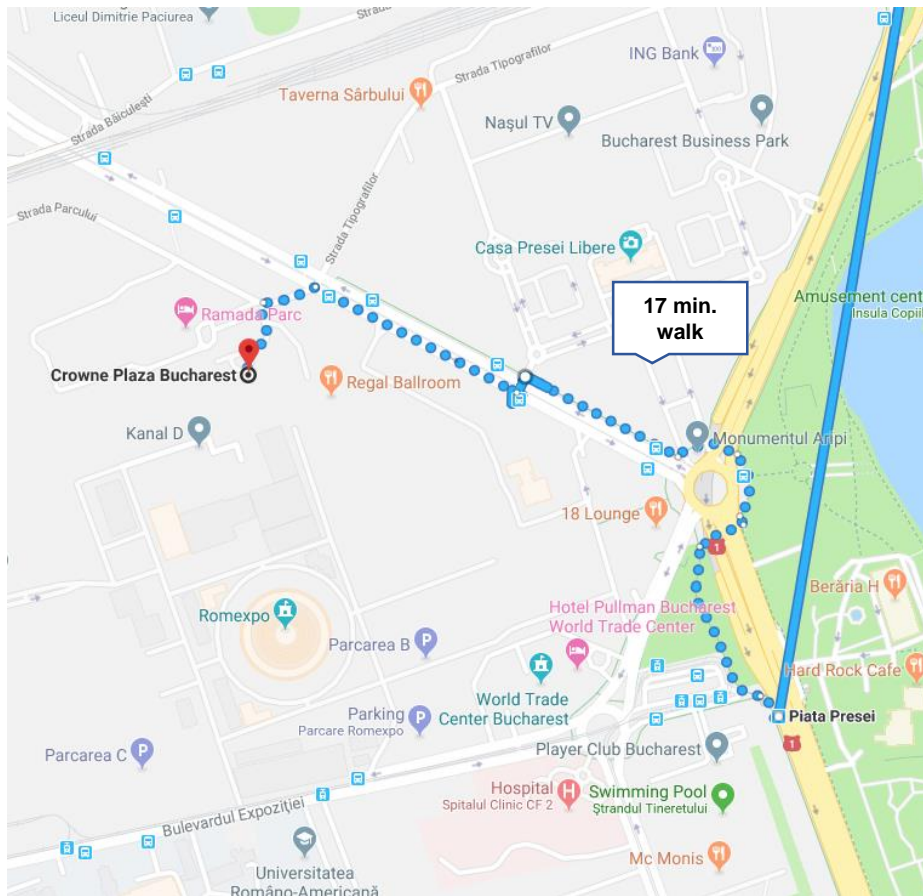 Liceul Dimitrie Paciurea
Strada Băiculești
Strada Tipografilor
ING Bank
Taverna Sârbului
Nașul TV
Bucharest Business Park
Strada Parcului
Strada Tipografilor
Casa Presei Libere
17 min.
walk
Amusement cent
Insula Copiil
Ramada Parc
Crowne Plaza Bucharest
Regal Ballroom
Kanal D
Monumentul Aripi
18 Lounge
1
Berăria H
Romexpo
Parcarea B
P
Hotel Pullman Bucharest
World Trade Center
Hard Rock Cafe
World Trade
Center Bucharest
Parking
Parcare Romexpo
P
Piata Presei
1
Parcarea C
P
Player Club Bucharest
Hospital
Spitalul Clinic CF 2
H
Swimming Pool
Ștrandul Tineretului
Bulevardul Expoziției
Universitatea
Româno-Americană
Mc Monis